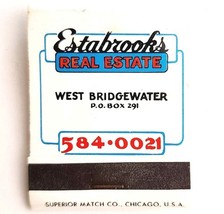 Estabrooks
REAL ESTATE
WEST BRIDGEWATER
P.O. BOX 291
584·0021
SUPERIOR MATCH CO., CHICAGO, U.S.A.